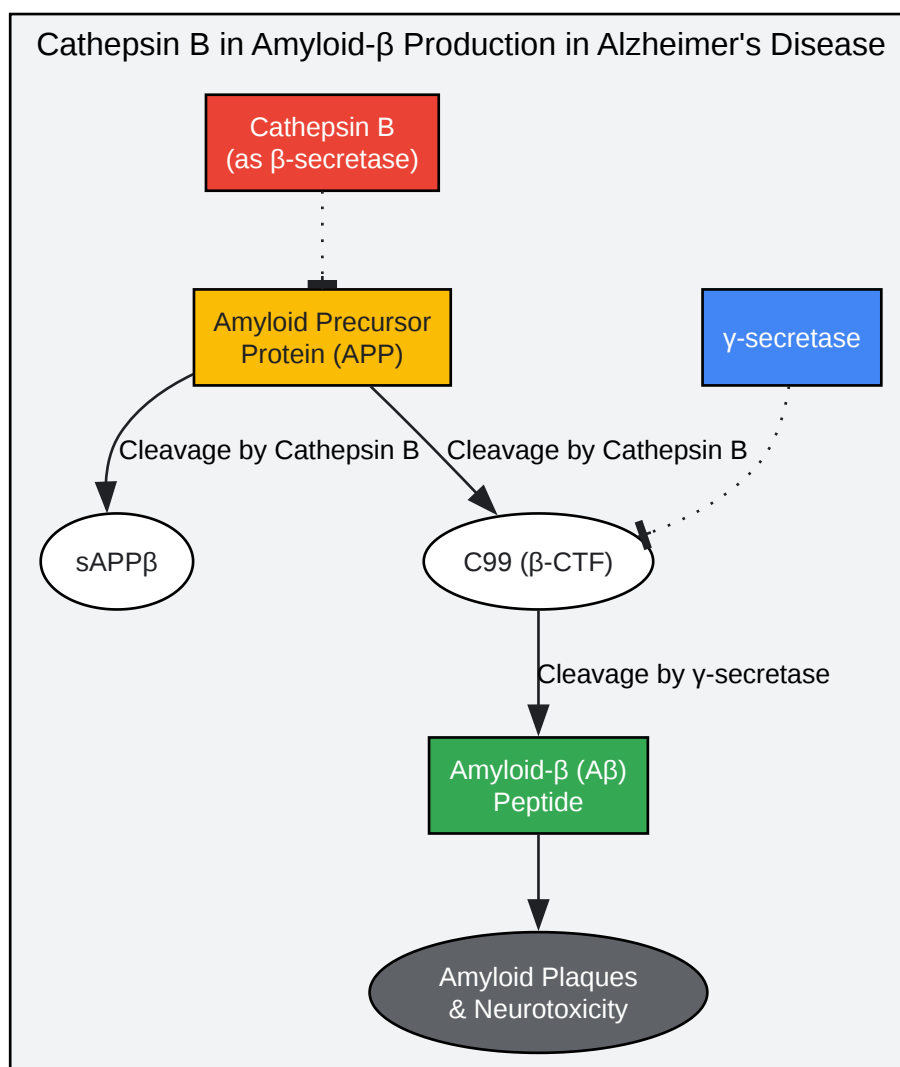 Cathepsin B in Amyloid-β Production in Alzheimer's Disease
Cathepsin B
(as β-secretase)
Amyloid Precursor
Protein (APP)
γ-secretase
Cleavage by Cathepsin B
Cleavage by Cathepsin B
sAPPβ
C99 (β-CTF)
Cleavage by γ-secretase
Amyloid-β (Aβ)
Peptide
Amyloid Plaques
& Neurotoxicity